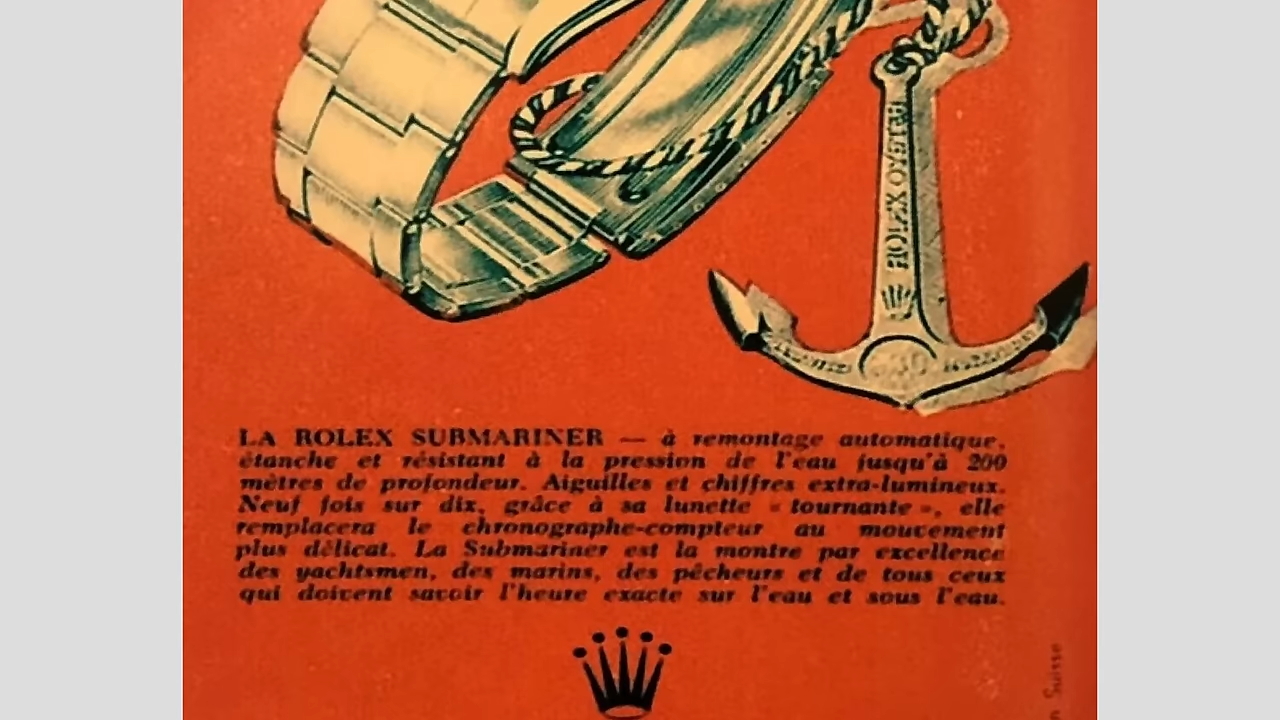 ROLEX OYSTER
LA ROLEX SUBMARINER — à remontage automatique,
étanche et résistant à la pression de l'eau jusqu'à 200
mètres de profondeur. Aiguilles et chiffres extra-lumineux.
Neuf fois sur dix, grâce à sa lunette « tournante », elle
remplacera le chronographe-compteur au mouvement
plus délicat. La Submariner est la montre par excellence
des yachtsmen, des marins, des pêcheurs et de tous ceux
qui doivent savoir l'heure exacte sur l'eau et sous l'eau.
Suisse